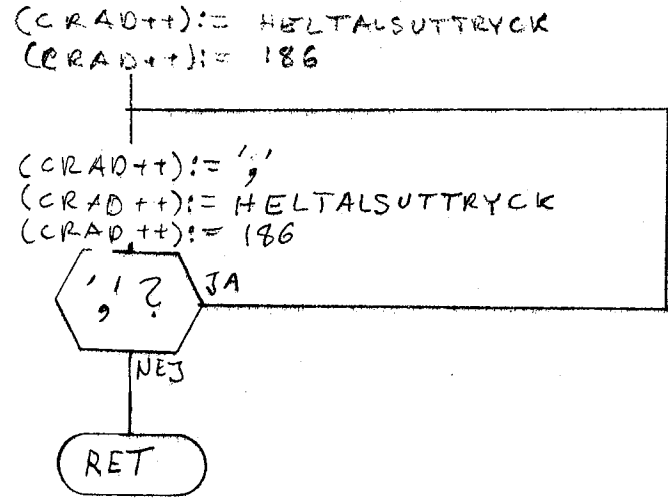 (CRAD++):= HELTALSUTTRYCK
(CRAD++):= 186
(CRAD++):= ','
(CRAD++):= HELTALSUTTRYCK
(CRAD++):= 186
','?
JA
NEJ
RET